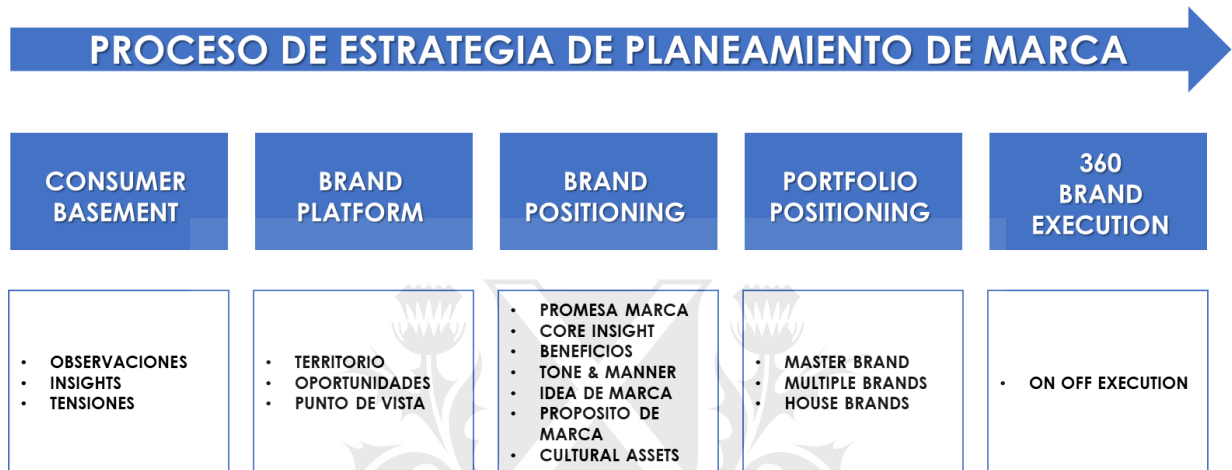 PROCESO DE ESTRATEGIA DE PLANEAMIENTO DE MARCA
CONSUMER
BASEMENT
BRAND
PLATFORM
BRAND
POSITIONING
PORTFOLIO
POSITIONING
360
BRAND
EXECUTION
• OBSERVACIONES
• INSIGHTS
• TENSIONES
• TERRITORIO
• OPORTUNIDADES
• PUNTO DE VISTA
• PROMESA MARCA
• CORE INSIGHT
• BENEFICIOS
• TONE & MANNER
• IDEA DE MARCA
• PROPOSITO DE
MARCA
• CULTURAL ASSETS
• MASTER BRAND
• MULTIPLE BRANDS
• HOUSE BRANDS
• ON OFF EXECUTION